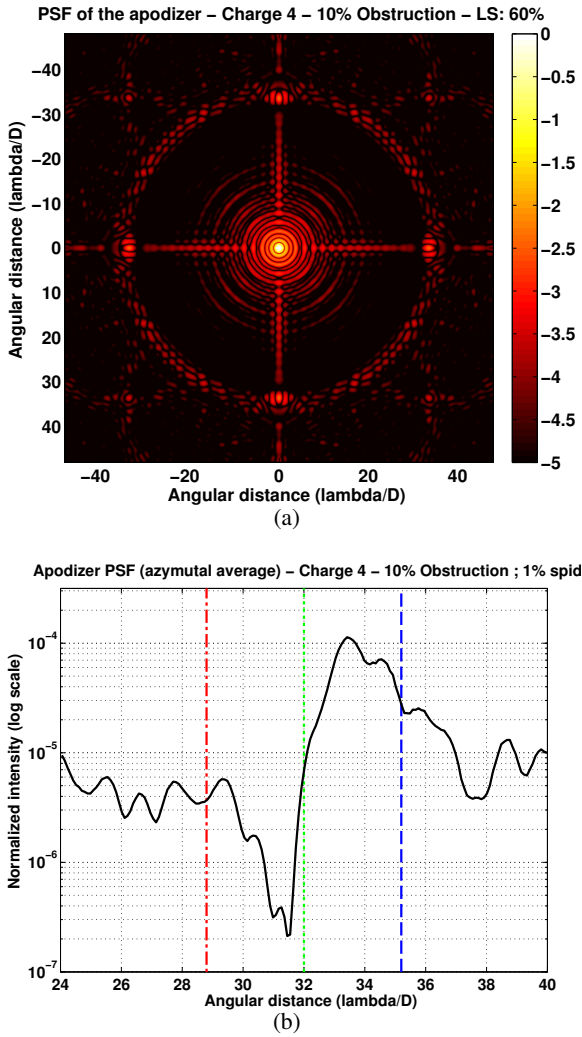 PSF of the apodizer – Charge 4 – 10% Obstruction – LS: 60%
Angular distance (lambda/D)
−40
−30
−20
−10
0
10
20
30
40
−40 −20 0 20 40
Angular distance (lambda/D)
0
−0.5
−1
−1.5
−2
−2.5
−3
−3.5
−4
−4.5
−5
(a)
Apodizer PSF (azymutal average) – Charge 4 – 10% Obstruction ; 1% spid
Normalized intensity (log scale)
10^-4
10^-5
10^-6
10^-7
24 26 28 30 32 34 36 38 40
Angular distance (lambda/D)
(b)